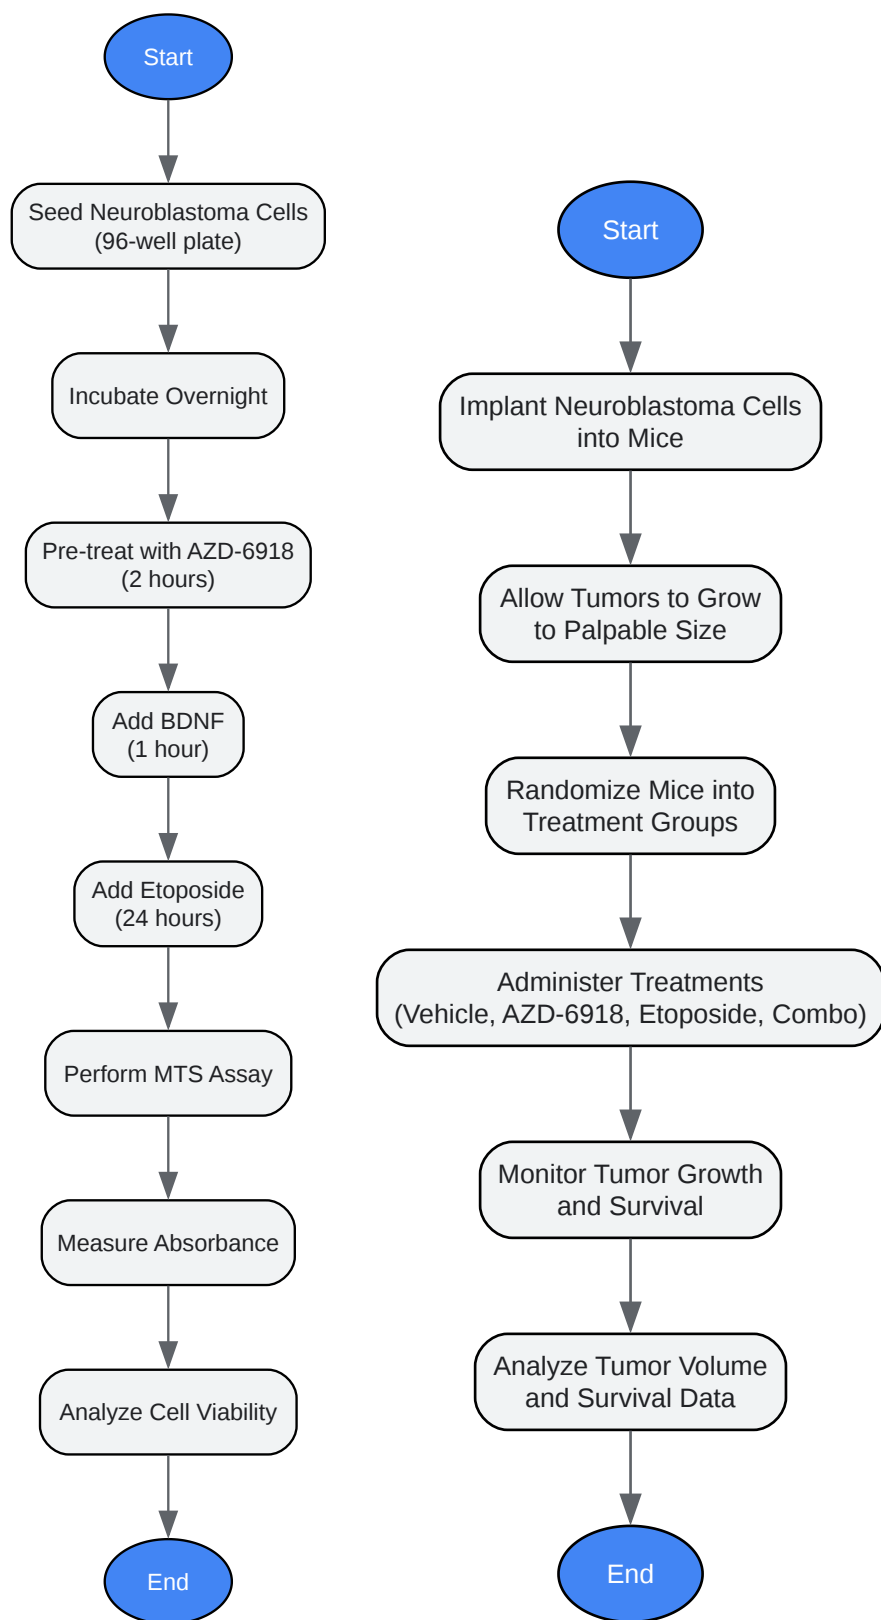 Start
Seed Neuroblastoma Cells
(96-well plate)
Incubate Overnight
Pre-treat with AZD-6918
(2 hours)
Add BDNF
(1 hour)
Add Etoposide
(24 hours)
Perform MTS Assay
Measure Absorbance
Analyze Cell Viability
End
Start
Implant Neuroblastoma Cells
into Mice
Allow Tumors to Grow
to Palpable Size
Randomize Mice into
Treatment Groups
Administer Treatments
(Vehicle, AZD-6918, Etoposide, Combo)
Monitor Tumor Growth
and Survival
Analyze Tumor Volume
and Survival Data
End